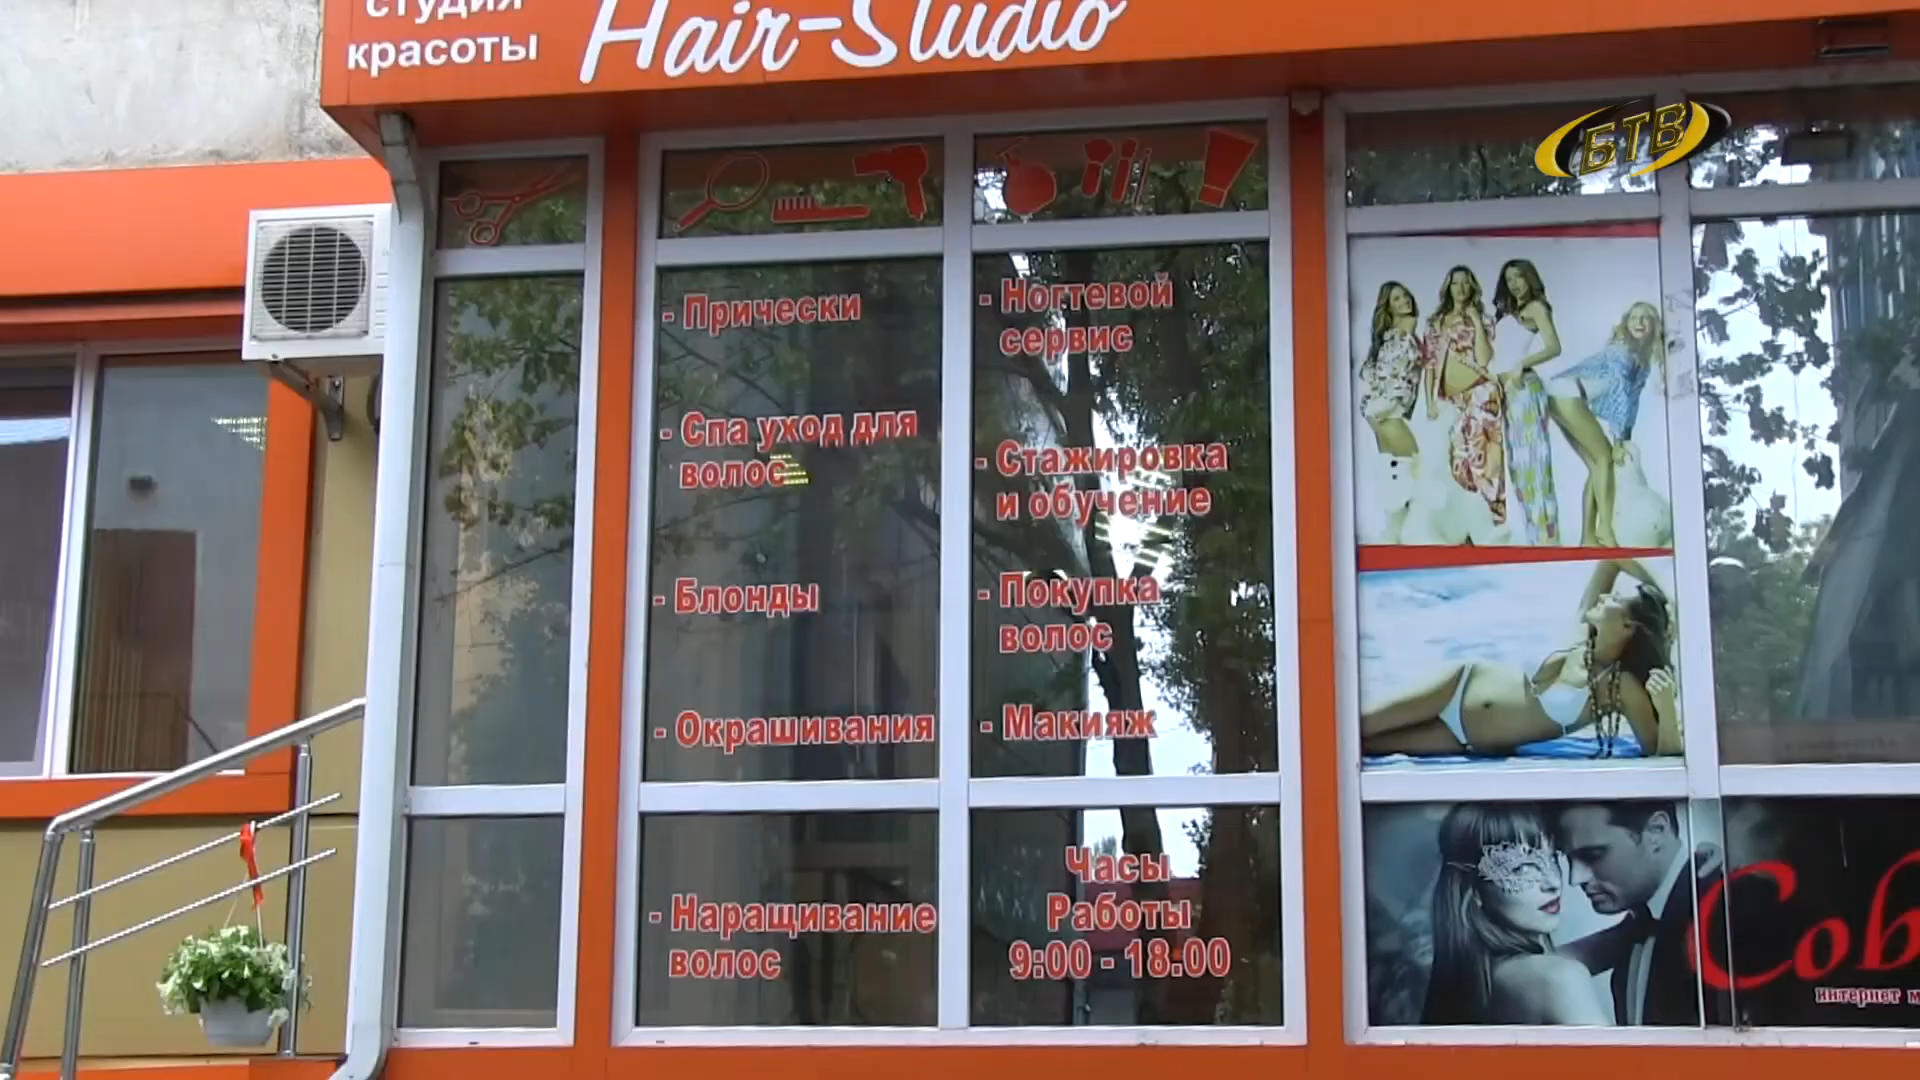 студия
красоты
Hair-Studio
БТВ
- Прически
- Спа уход для
волос
- Блонды
- Окрашивания
- Наращивание
волос
- Ногтевой
сервис
- Стажировка
и обучение
- Покупка
волос
- Макияж
Часы
Работы
9:00 - 18.00
Соб
интернет м